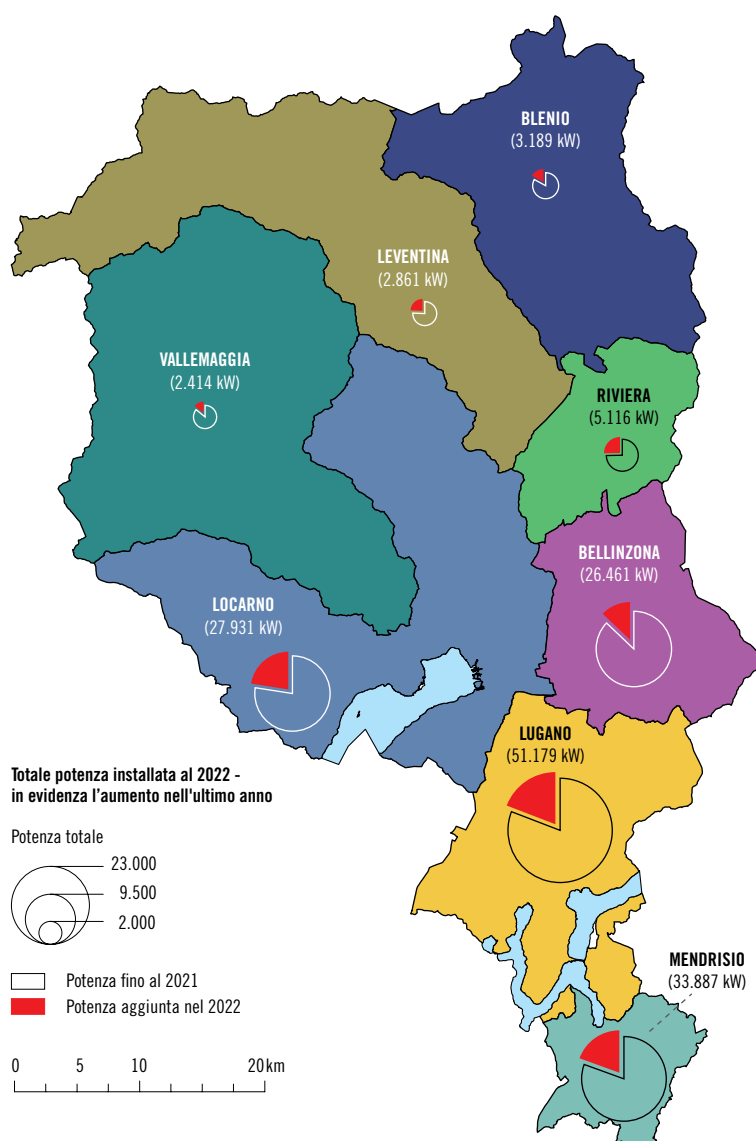 BLENIO
(3.189 kW)
LEVENTINA
(2.861 kW)
VALLEMAGGIA
(2.414 kW)
RIVIERA
(5.116 kW)
BELLINZONA
(26.461 kW)
LOCARNO
(27.931 kW)
LUGANO
(51.179 kW)
MENDRISIO
(33.887 kW)
Totale potenza installata al 2022 -
in evidenza l'aumento nell'ultimo anno
Potenza totale
23.000
9.500
2.000
Potenza fino al 2021
Potenza aggiunta nel 2022
0 5 10 20 km